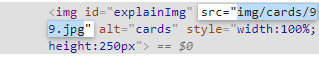 <img id="explainImg" src="img/cards/9
9.jpg" alt="cards" style="width:100%;
height:250px"> == $0